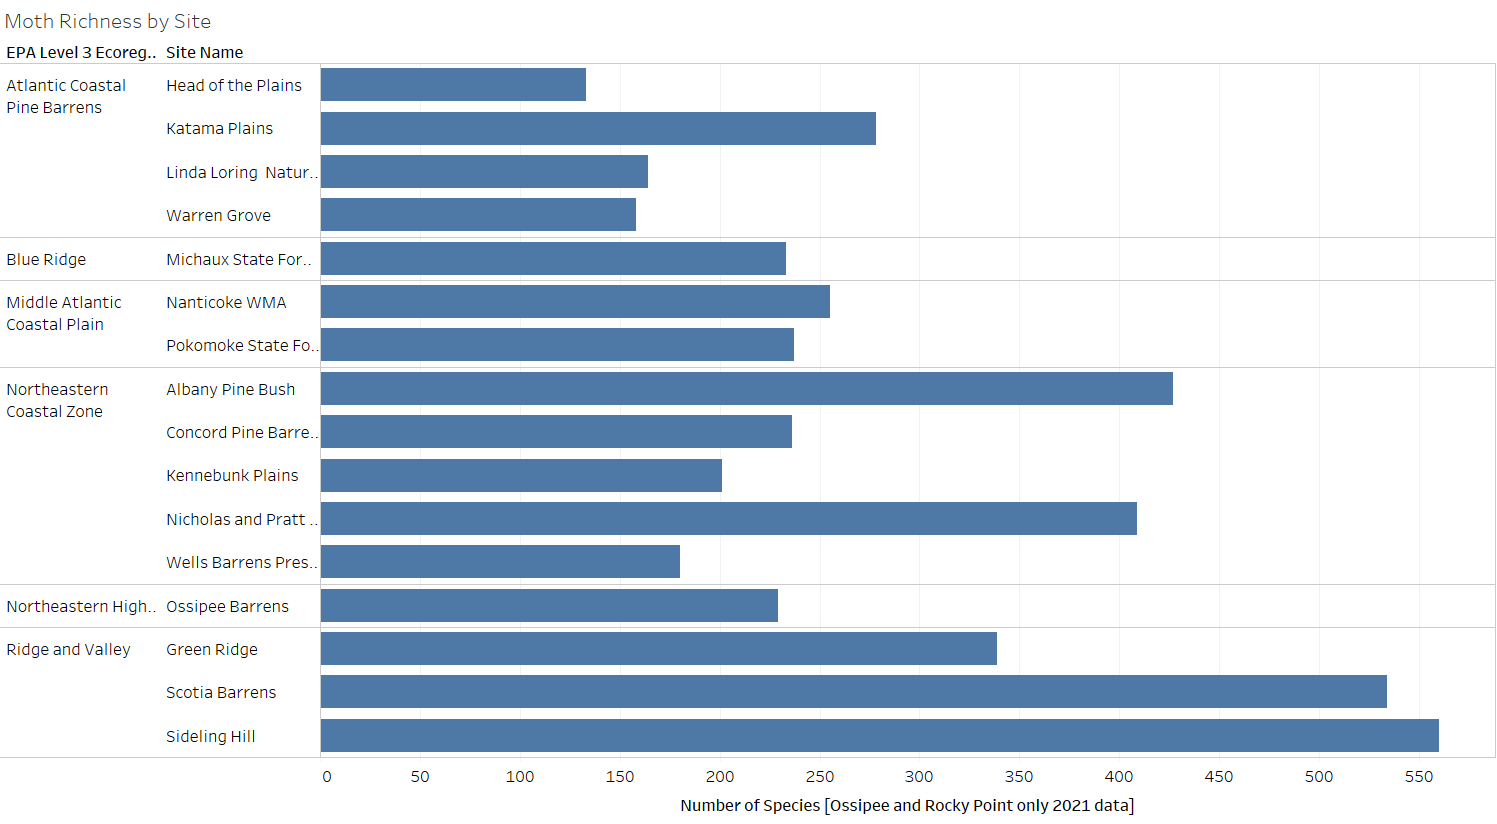 Moth Richness by Site
EPA Level 3 Ecoreg.. Site Name
Atlantic Coastal
Pine Barrens
Head of the Plains
Katama Plains
Linda Loring  Natur..
Warren Grove
Blue Ridge
Michaux State For..
Middle Atlantic
Coastal Plain
Nanticoke WMA
Pokomoke State Fo..
Northeastern
Coastal Zone
Albany Pine Bush
Concord Pine Barre..
Kennebunk Plains
Nicholas and Pratt ..
Wells Barrens Pres..
Northeastern High..
Ossipee Barrens
Ridge and Valley
Green Ridge
Scotia Barrens
Sideling Hill
0 50 100 150 200 250 300 350 400 450 500 550
Number of Species [Ossipee and Rocky Point only 2021 data]